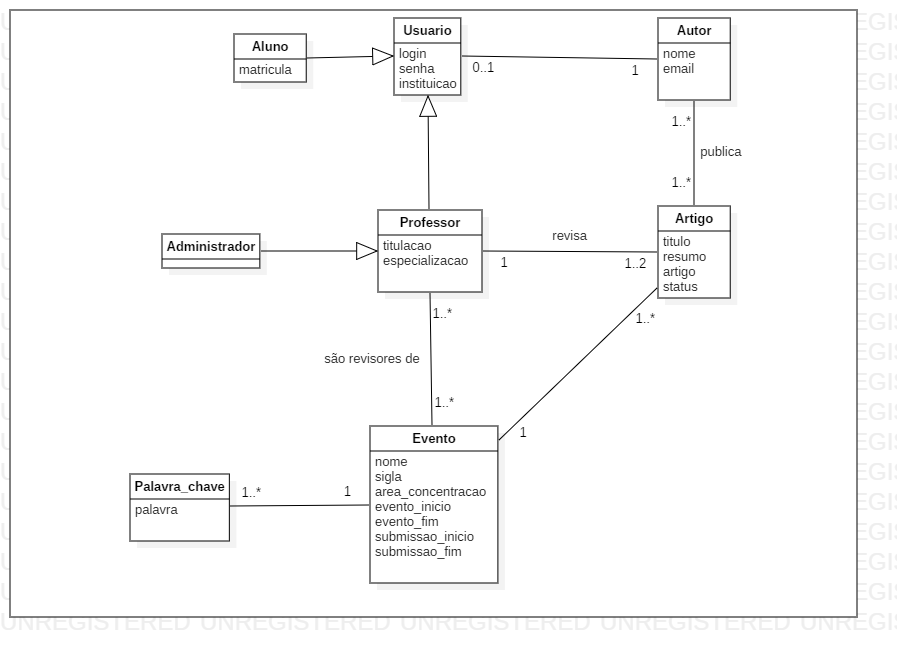 Usuario
login
senha
instituicao
Aluno
matricula
0..1
1
Autor
nome
email
1..*
publica
1..*
Administrador
Professor
titulacao
especializacao
revisa
1
1..2
Artigo
titulo
resumo
artigo
status
1..*
1..*
são revisores de
1..*
1
Evento
nome
sigla
area_concentracao
evento_inicio
evento_fim
submissao_inicio
submissao_fim
Palavra_chave
palavra
1..*
1
UNREGISTERED UNREGISTERED UNREGISTERED UNREGISTERED UNREGIS